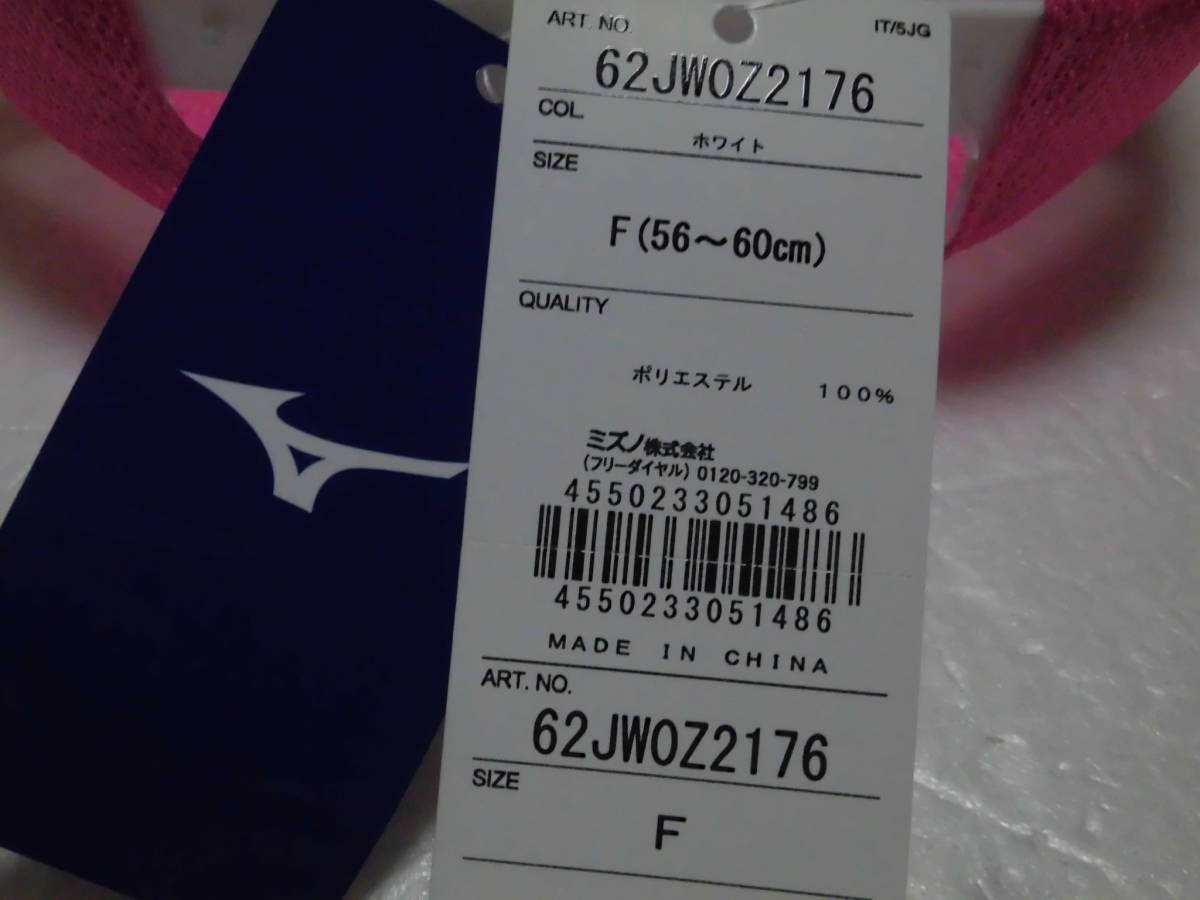 ART. NO.
IT/5JG
62JW0Z2176
COL.
ホワイト
SIZE
F(56～60cm)
QUALITY
ポリエステル 100%
ミズノ株式会社
(フリーダイヤル) 0120-320-799
4550233051486
4550233051486
MADE IN CHINA
ART. NO.
62JW0Z2176
SIZE
F